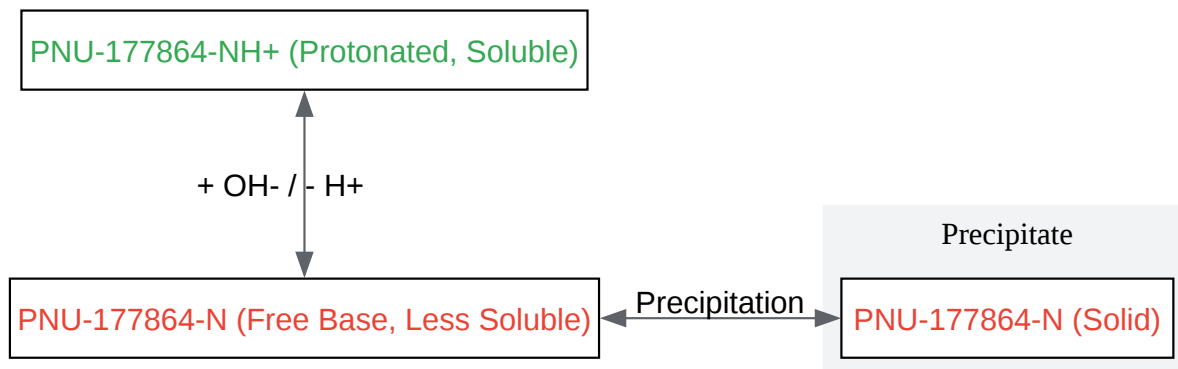 PNU-177864-NH+ (Protonated, Soluble)
+ OH- / - H+
Precipitate
PNU-177864-N (Free Base, Less Soluble)
Precipitation
PNU-177864-N (Solid)